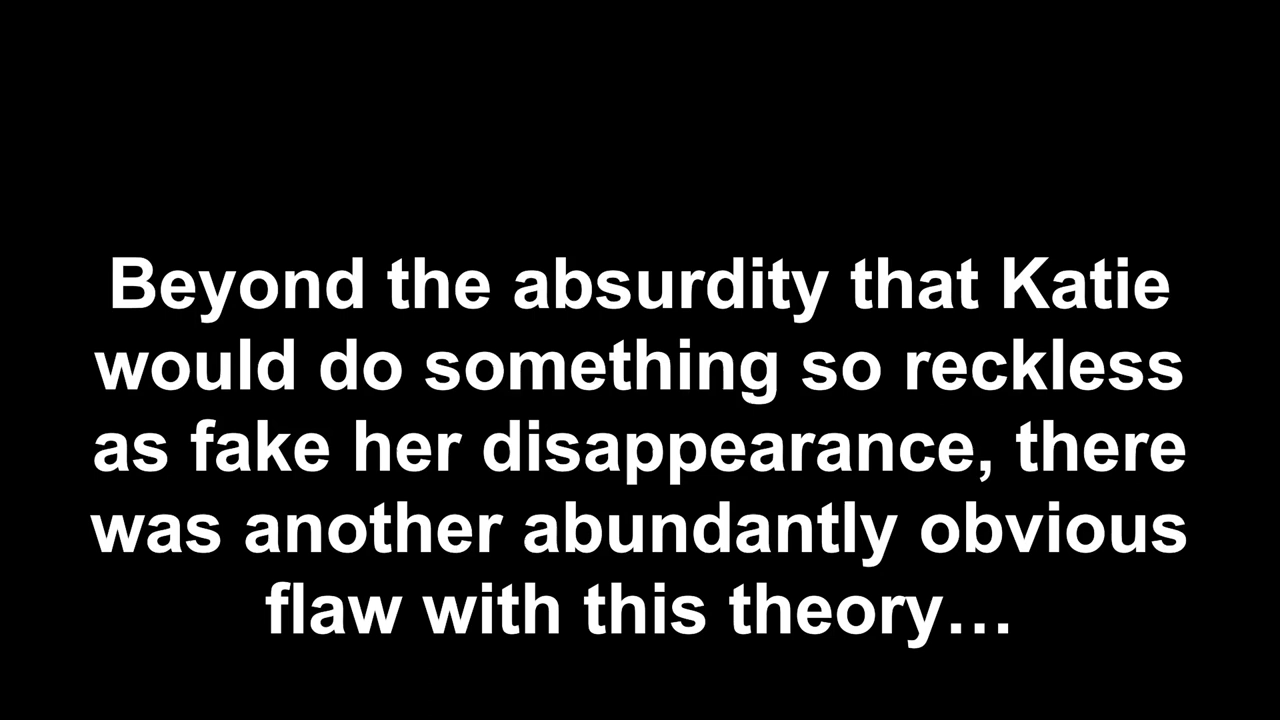 Beyond the absurdity that Katie
would do something so reckless
as fake her disappearance, there
was another abundantly obvious
flaw with this theory…